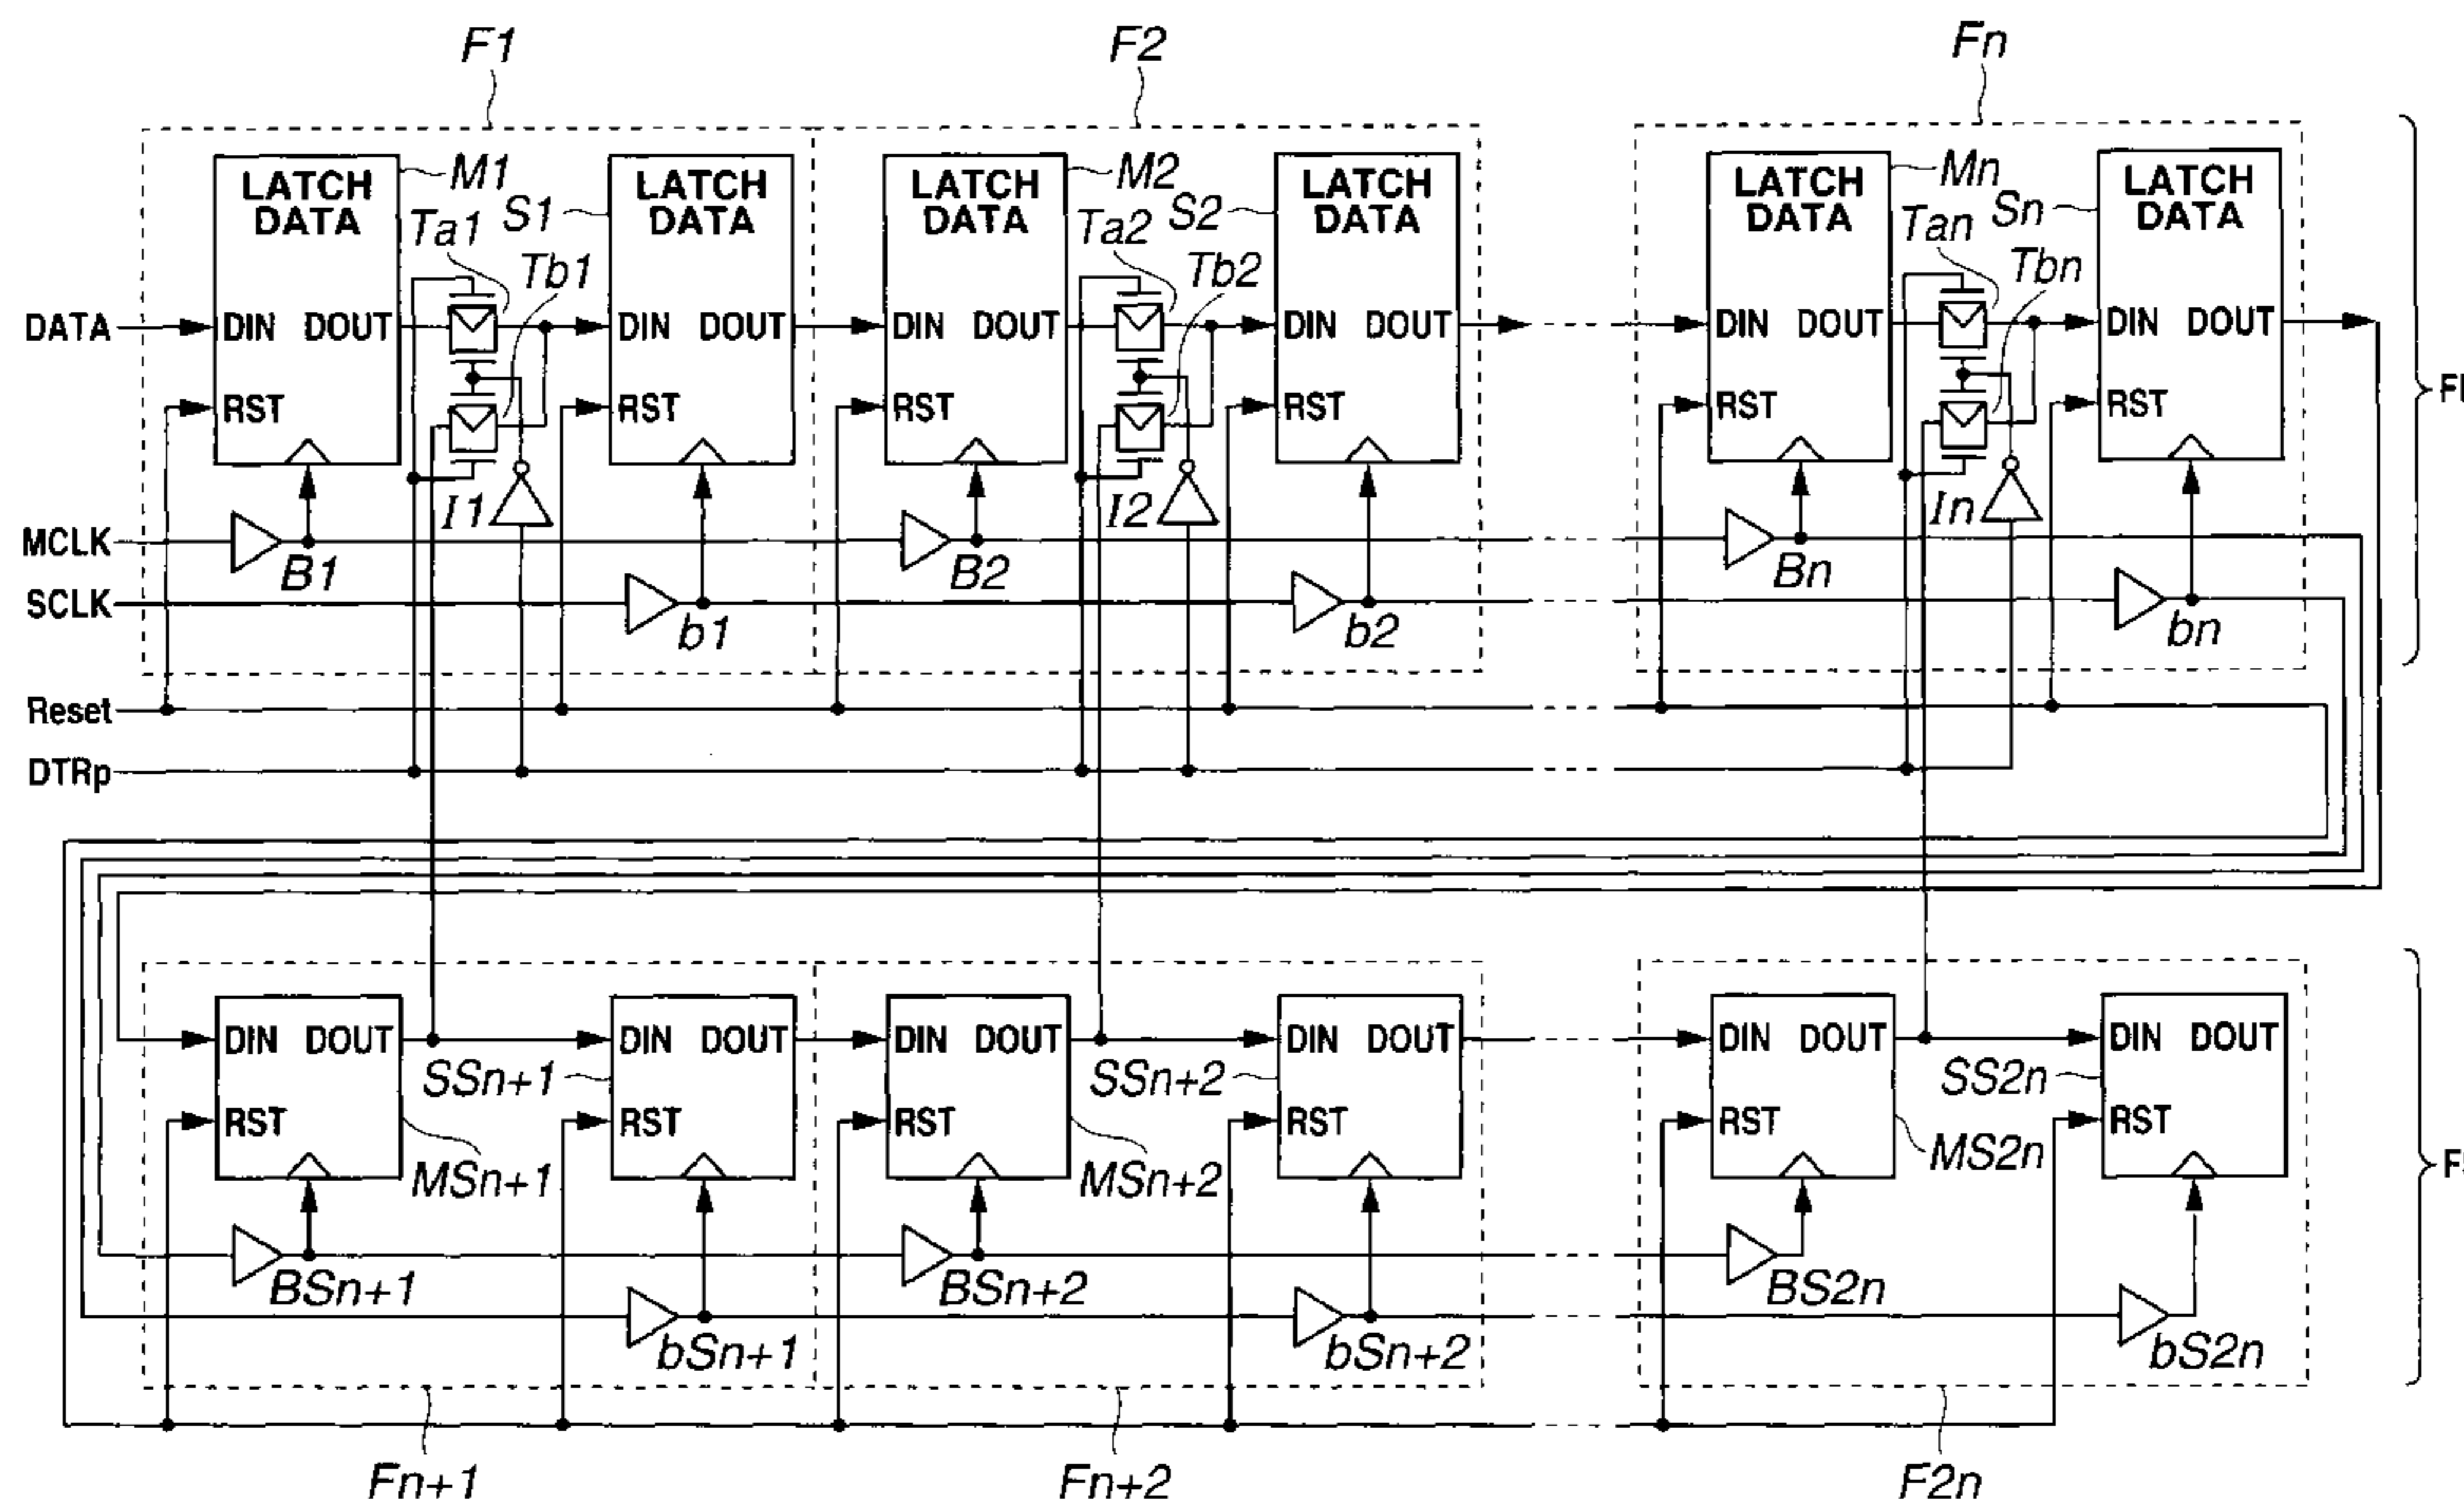 F1
F2
Fn
LATCH DATA
M1
S1
LATCH DATA
Ta1
Tb1
LATCH DATA
M2
S2
LATCH DATA
Ta2
Tb2
LATCH DATA
Mn
Sn
LATCH DATA
Tan
Tbn
DATA
DIN DOUT
DIN DOUT
DIN DOUT
DIN DOUT
DIN DOUT
DIN DOUT
RST
RST
RST
RST
RST
RST
I1
I2
In
MCLK
B1
B2
Bn
SCLK
b1
b2
bn
Reset
DTRp
DIN DOUT
DIN DOUT
DIN DOUT
DIN DOUT
DIN DOUT
DIN DOUT
SSn+1
SSn+2
SS2n
RST
RST
RST
RST
RST
RST
MSn+1
MSn+2
MS2n
BSn+1
BSn+2
BS2n
bSn+1
bSn+2
bS2n
Fn+1
Fn+2
F2n